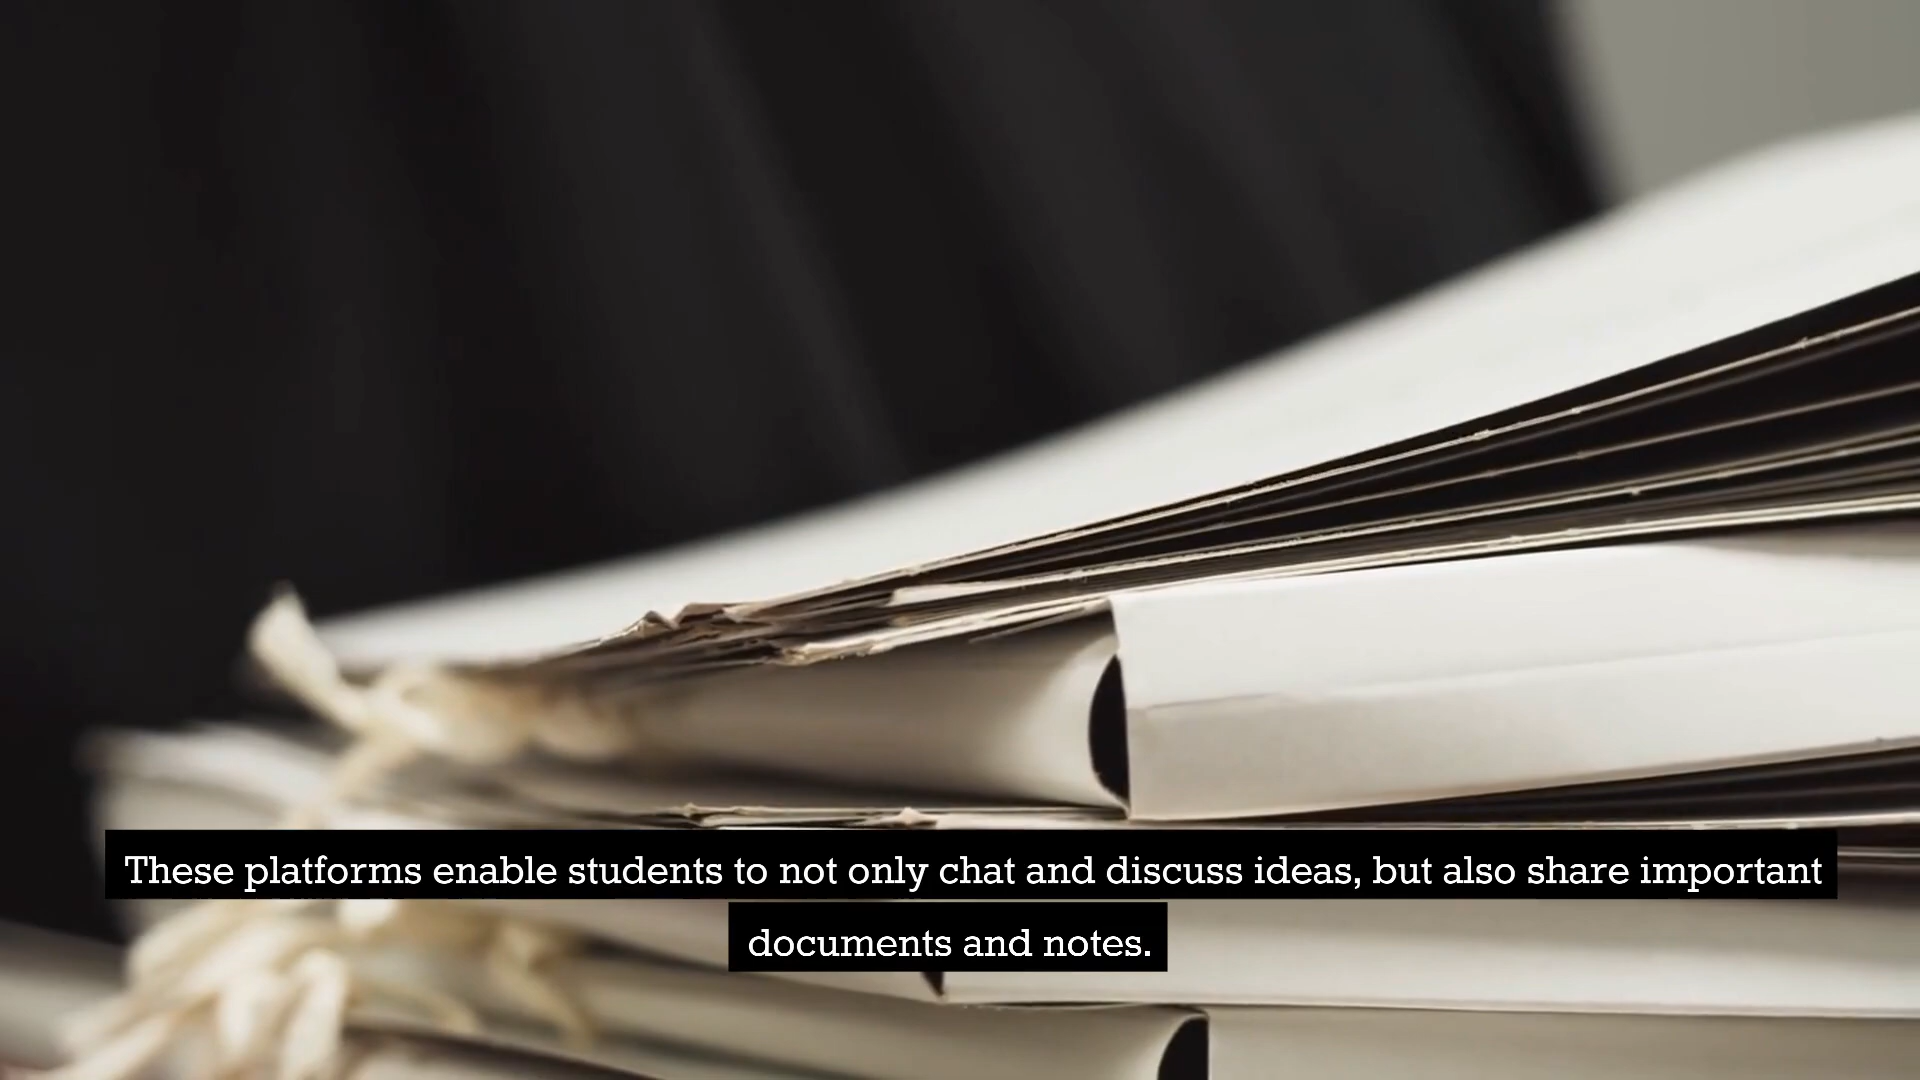 These platforms enable students to not only chat and discuss ideas, but also share important
documents and notes.